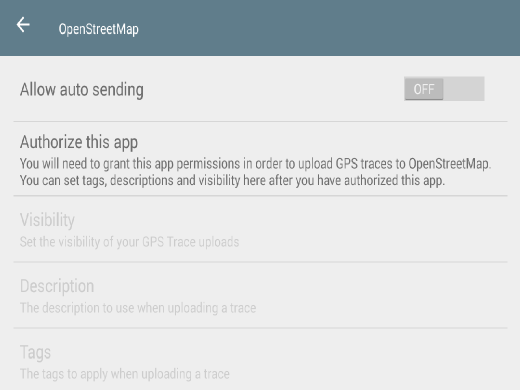 OpenStreetMap
Allow auto sending
OFF
Authorize this app
You will need to grant this app permissions in order to upload GPS traces to OpenStreetMap.
You can set tags, descriptions and visibility here after you have authorized this app.
Visibility
Set the visibility of your GPS Trace uploads
Description
The description to use when uploading a trace
Tags
The tags to apply when uploading a trace